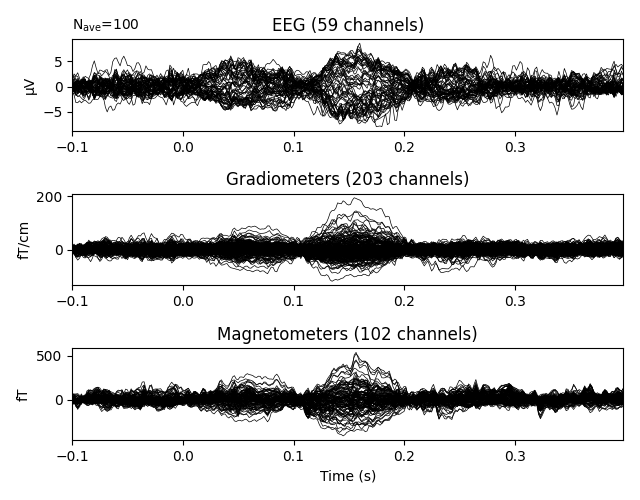 Nave=100
EEG (59 channels)
µV
5
0
−5
−0.1 0.0 0.1 0.2 0.3
Gradiometers (203 channels)
fT/cm
200
0
−0.1 0.0 0.1 0.2 0.3
Magnetometers (102 channels)
fT
500
0
−0.1 0.0 0.1 0.2 0.3
Time (s)